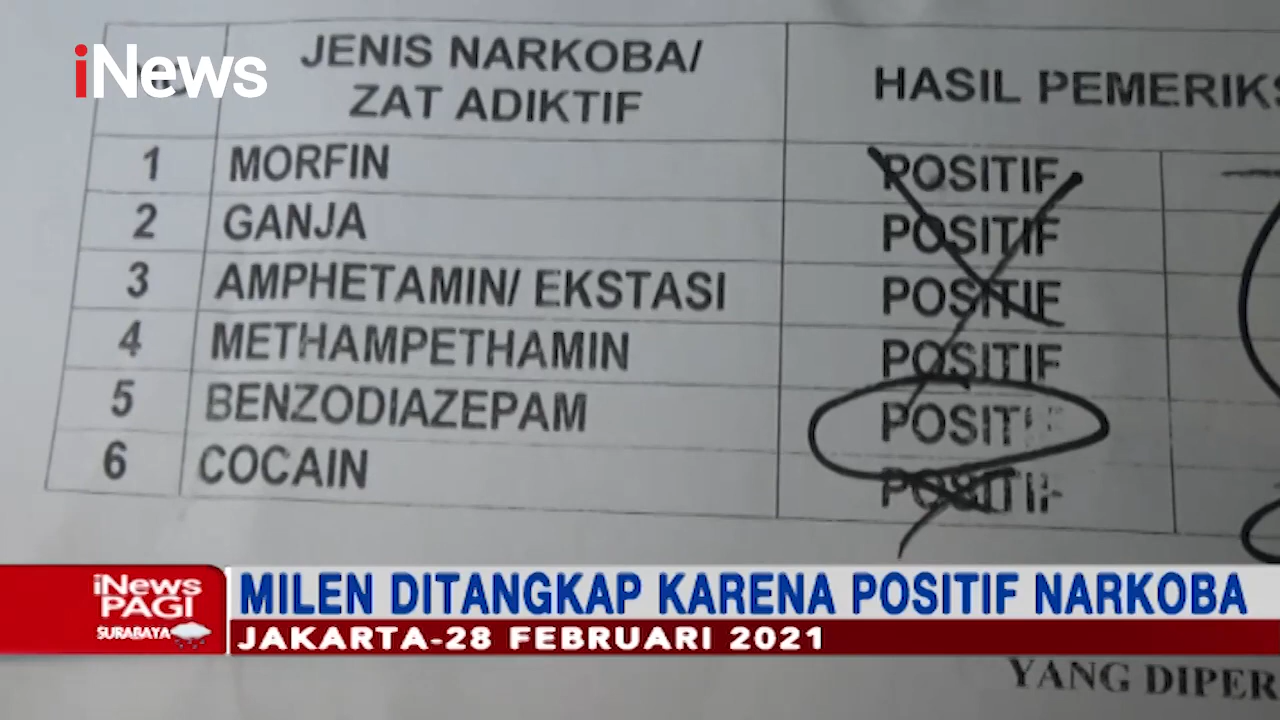 iNews
JENIS NARKOBA/
ZAT ADIKTIF
HASIL PEMERIKS
1 MORFIN POSITIF
2 GANJA POSITIF
3 AMPHETAMIN/ EKSTASI POSITIF
4 METHAMPETHAMIN POSITIF
5 BENZODIAZEPAM POSITIF
6 COCAIN POSITIF
iNews
PAGI
SURABAYA
MILEN DITANGKAP KARENA POSITIF NARKOBA
JAKARTA-28 FEBRUARI 2021
YANG DIPER